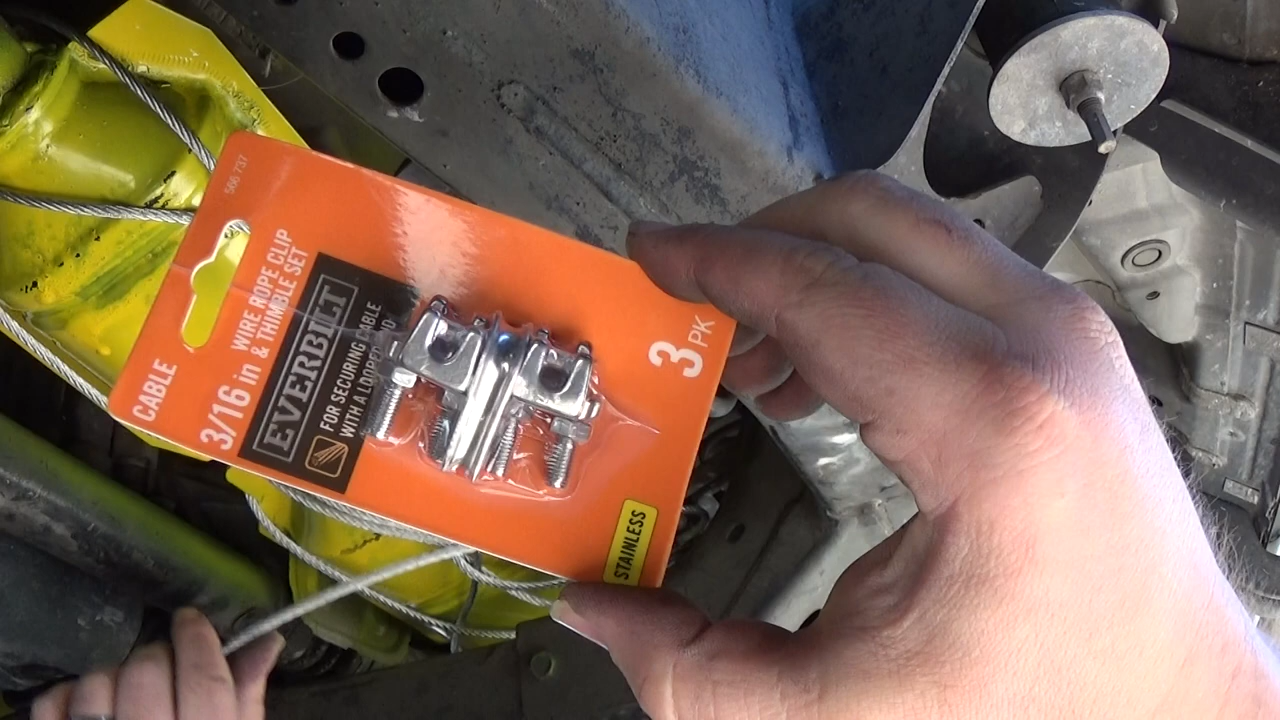 566 737
CABLE
WIRE ROPE CLIP
3/16 in & THIMBLE SET
EVERBILT
FOR SECURING CABLE
WITH A LOOPED END
3 PK
STAINLESS